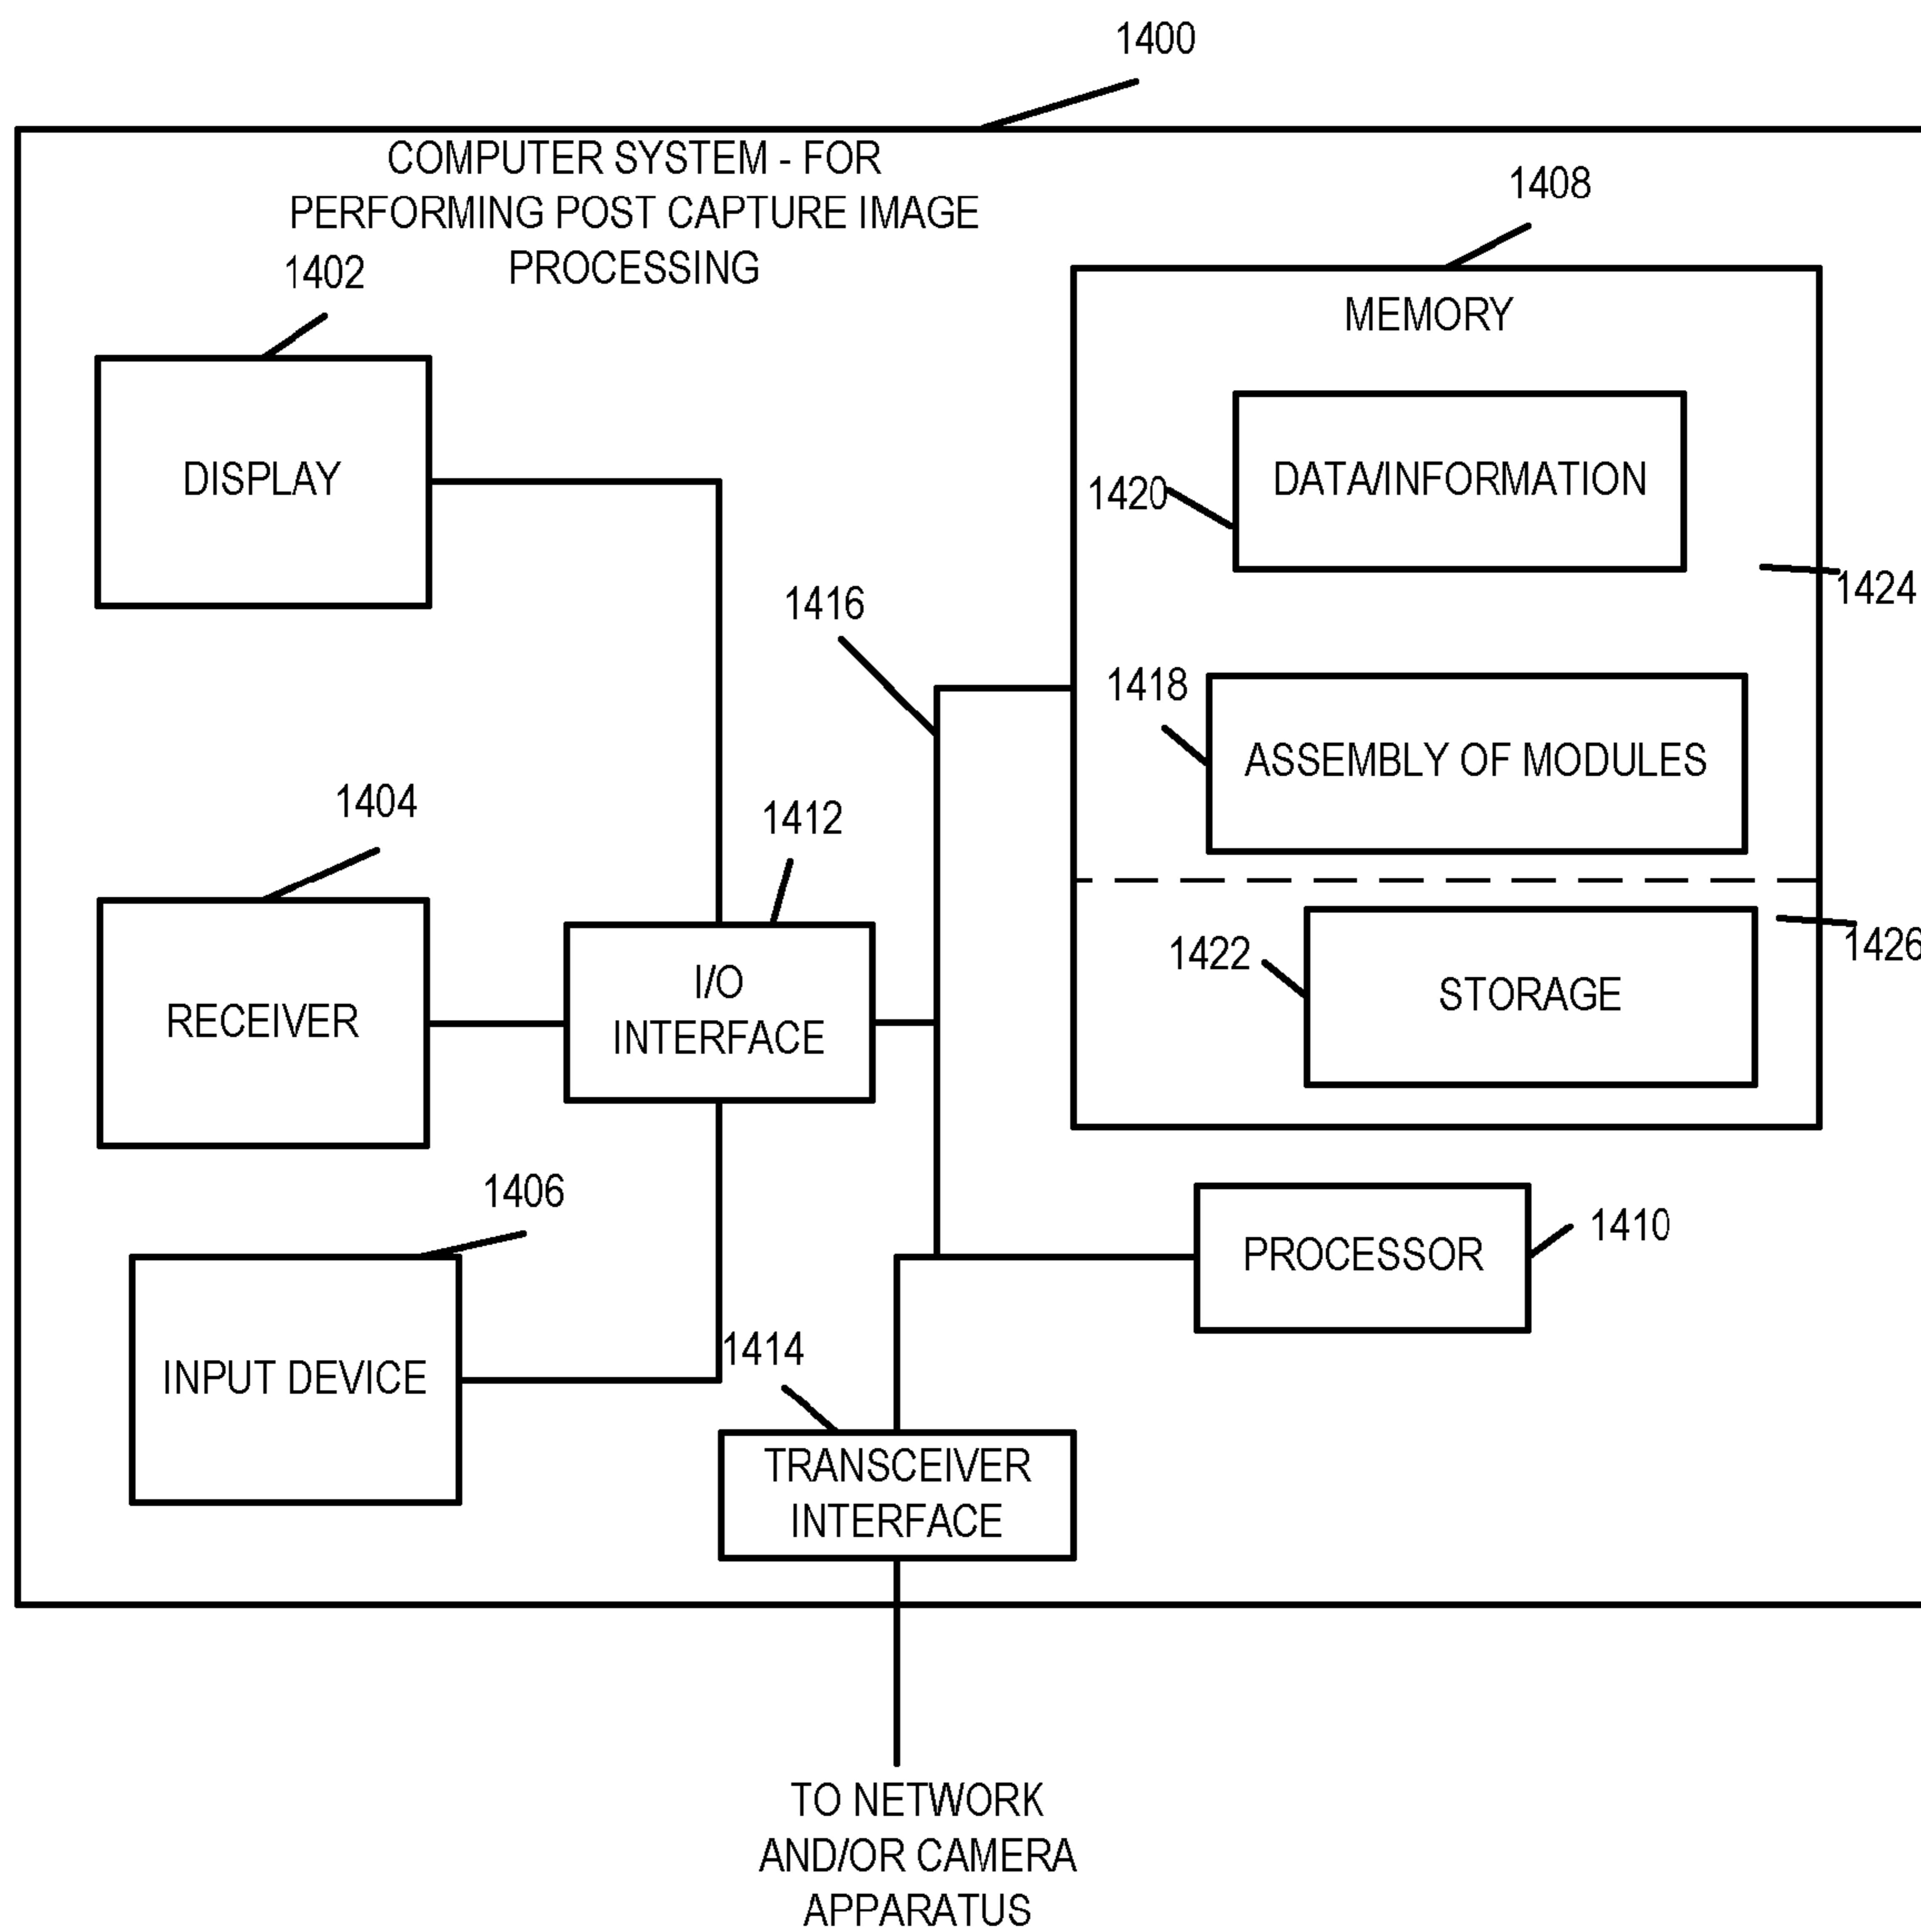 1400
COMPUTER SYSTEM - FOR
PERFORMING POST CAPTURE IMAGE
PROCESSING
1402
DISPLAY
1404
RECEIVER
1406
INPUT DEVICE
1412
I/O
INTERFACE
1416
1408
MEMORY
DATA/INFORMATION
1420
1424
1418
ASSEMBLY OF MODULES
1426
1422
STORAGE
PROCESSOR
1410
1414
TRANSCEIVER
INTERFACE
TO NETWORK
AND/OR CAMERA
APPARATUS